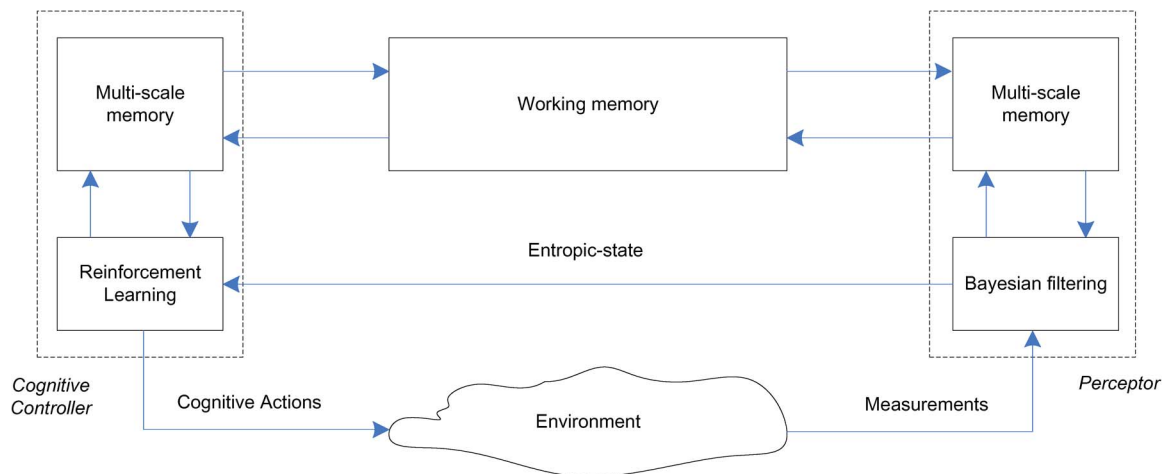 Multi-scale
memory
Working memory
Multi-scale
memory
Entropic-state
Reinforcement
Learning
Bayesian filtering
Cognitive
Controller
Cognitive Actions
Environment
Measurements
Perceptor